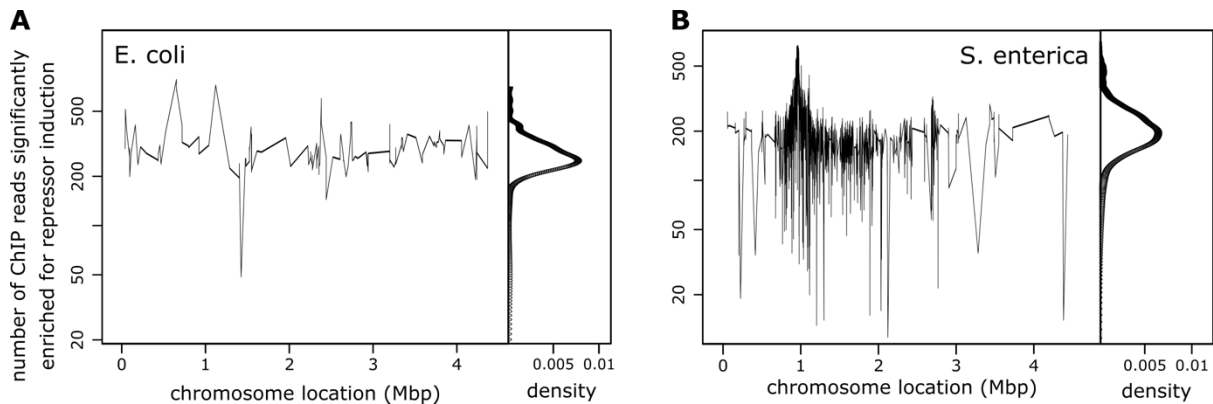 A
number of ChIP reads significantly
enriched for repressor induction
E. coli
500
200
50
20
0 1 2 3 4
0.005 0.01
chromosome location (Mbp)
density
B
S. enterica
500
200
50
20
0 1 2 3 4
0.005 0.01
chromosome location (Mbp)
density